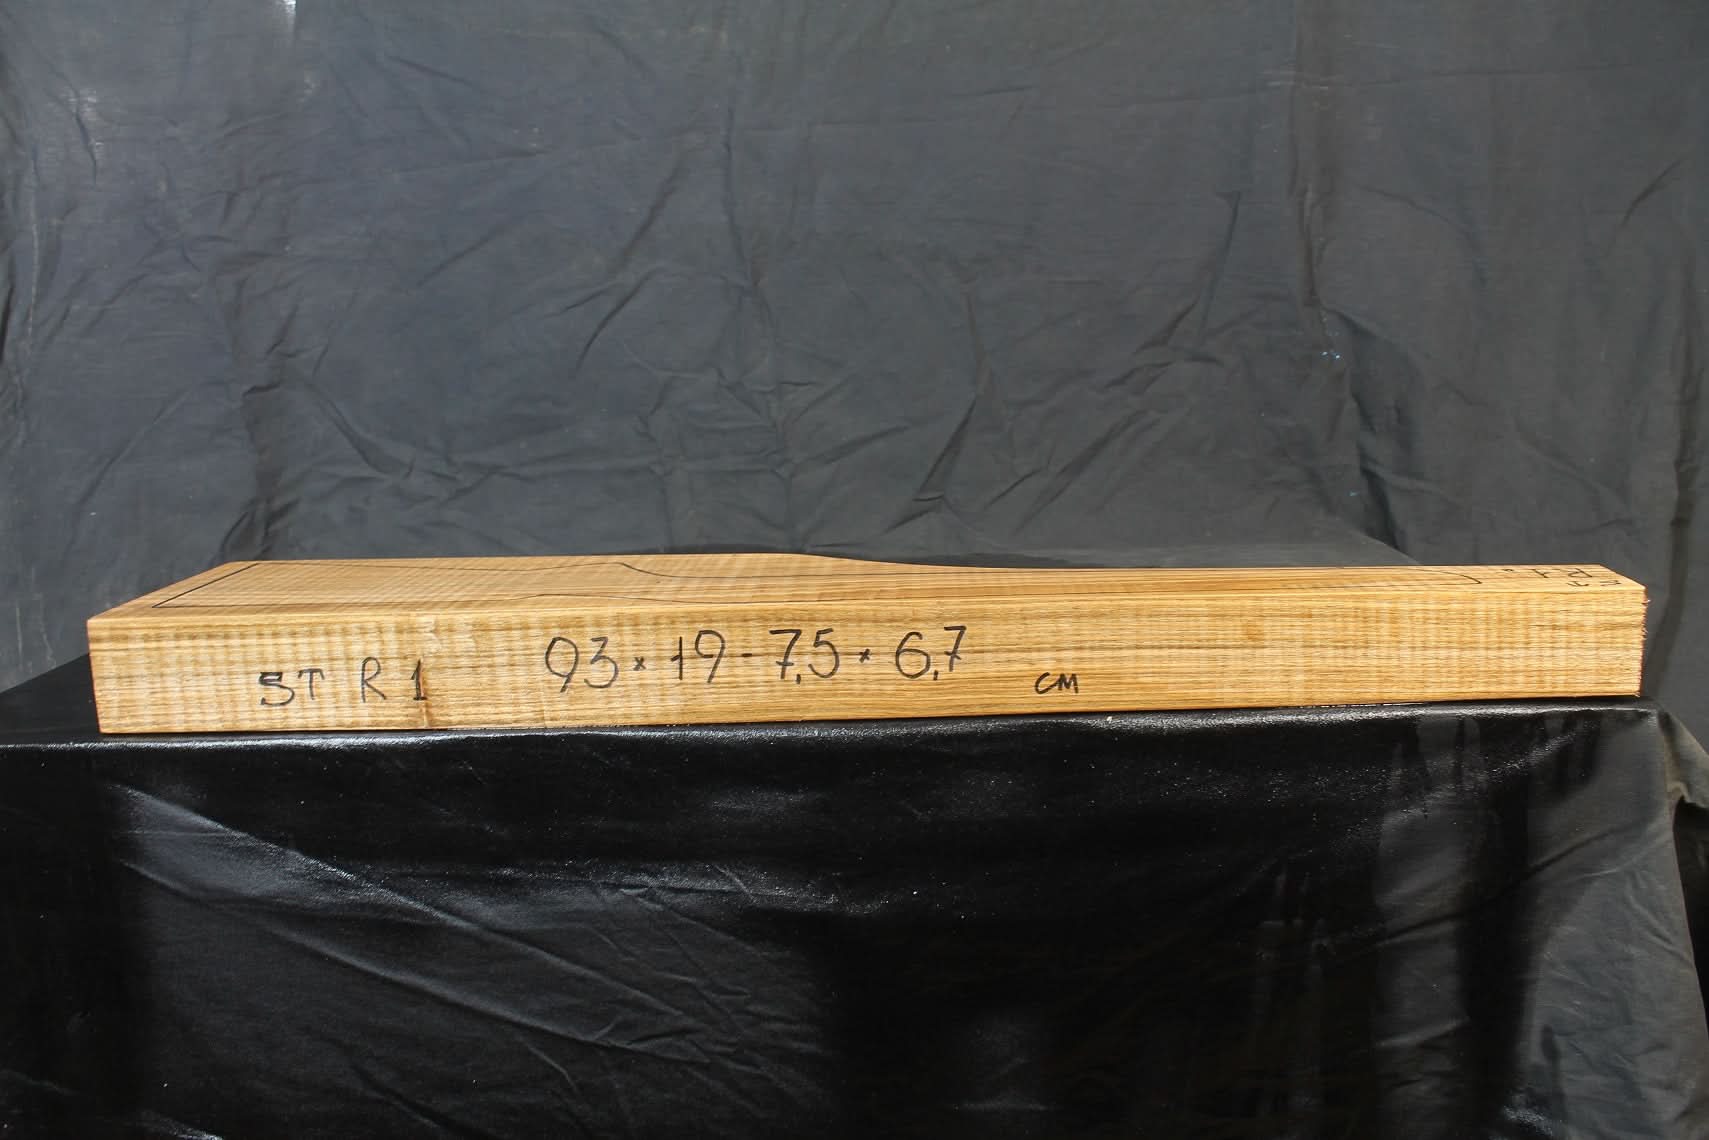 ST R 1 93 x 19 - 7,5 x 6,7 CM